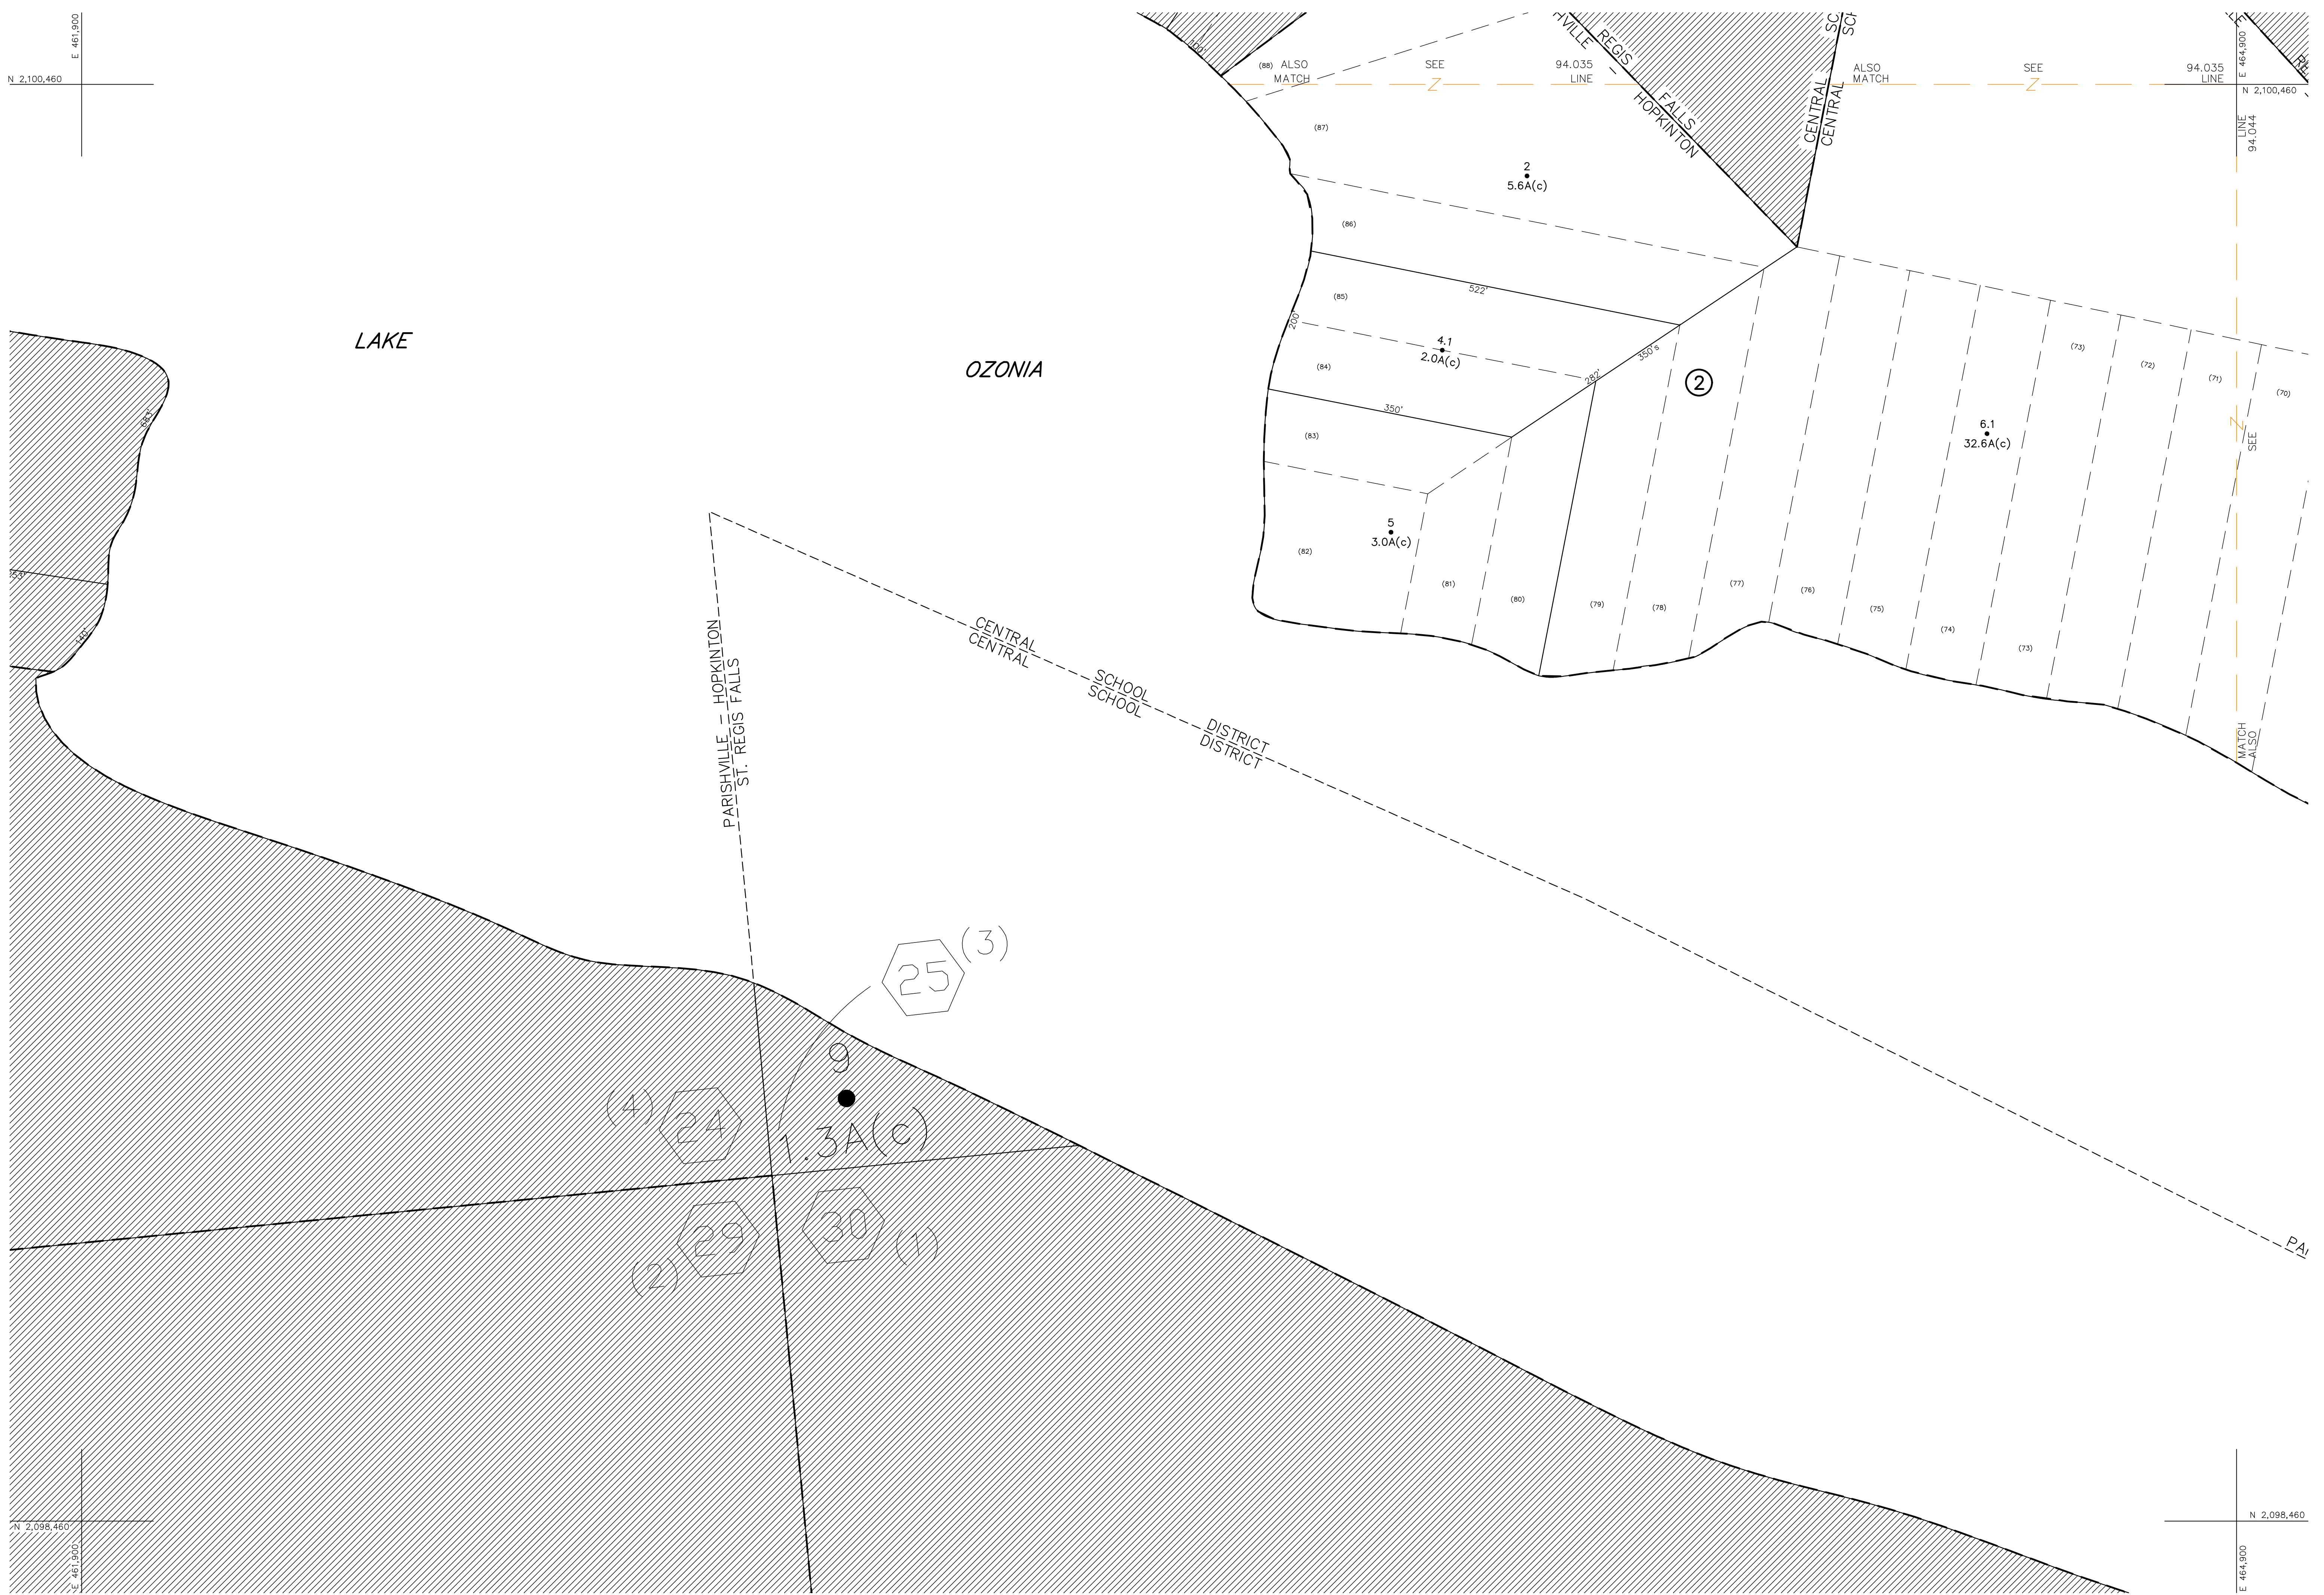 E 461,900
N 2,100,460
100'
(88)
ALSO
MATCH
SEE
Z
94.035
LINE
REGIS
FALLS
HVILLE
–
HOPKINTON
CENTRAL
CENTRAL
ALSO
MATCH
SEE
Z
94.035
LINE
E 464,900
N 2,100,460
LINE
94.044
(87)
2
5.6A(c)
(86)
522'
(85)
200'
4.1
2.0A(c)
(84)
350's
282'
350'
(83)
2
(73)
(72)
(71)
(70)
Z
SEE
6.1
32.6A(c)
LAKE
OZONIA
683'
53'
140'
5
3.0A(c)
(82)
(81)
(80)
(79)
(78)
(77)
(76)
(75)
(74)
(73)
MATCH
ALSO
PARISHVILLE – HOPKINTON
ST. REGIS FALLS
CENTRAL SCHOOL DISTRICT
CENTRAL SCHOOL DISTRICT
25 (3)
9
1.3A(c)
(4) 24
29
(2)
30
(1)
N 2,098,460
E 461,900
N 2,098,460
E 464,900